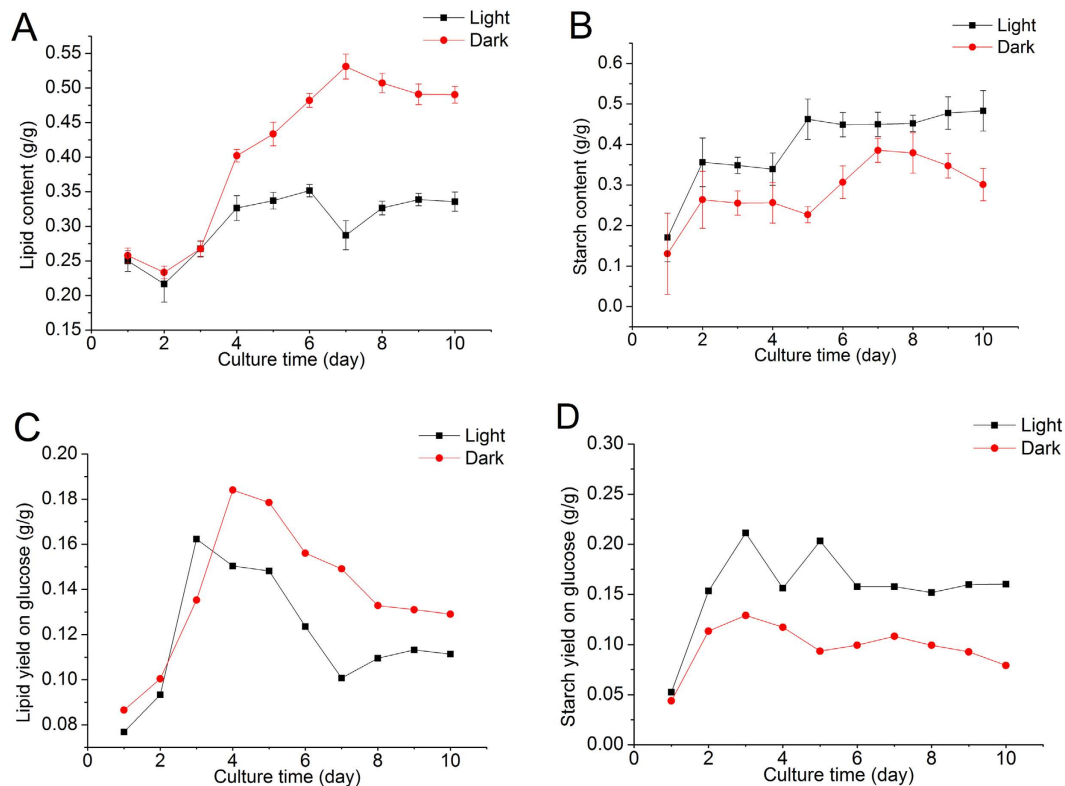 A
Light
Dark
Lipid content (g/g)
0.55
0.50
0.45
0.40
0.35
0.30
0.25
0.20
0.15
0 2 4 6 8 10
Culture time (day)
B
Light
Dark
Starch content (g/g)
0.6
0.5
0.4
0.3
0.2
0.1
0.0
0 2 4 6 8 10
Culture time (day)
C
Light
Dark
Lipid yield on glucose (g/g)
0.20
0.18
0.16
0.14
0.12
0.10
0.08
0 2 4 6 8 10
Culture time (day)
D
Light
Dark
Starch yield on glucose (g/g)
0.30
0.25
0.20
0.15
0.10
0.05
0.00
0 2 4 6 8 10
Culture time (day)